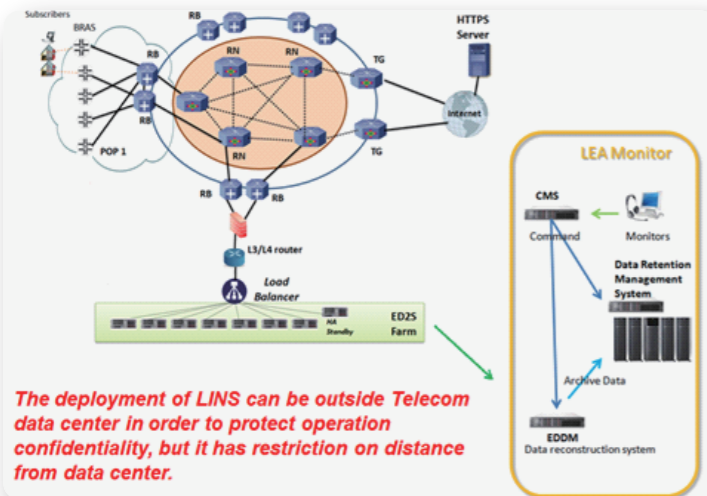 Subscribers
BRAS
RB
RB
RB
RN
RN
TG
HTTPS
Server
Internet
TG
RB
POP 1
RN
RB
RB
L3/L4 router
Load
Balancer
HA
Standby
ED2S
Farm
LEA Monitor
CMS
Command
Monitors
Data Retention
Management
System
Archive Data
EDDM
Data reconstruction system
The deployment of LINS can be outside Telecom
data center in order to protect operation
confidentiality, but it has restriction on distance
from data center.